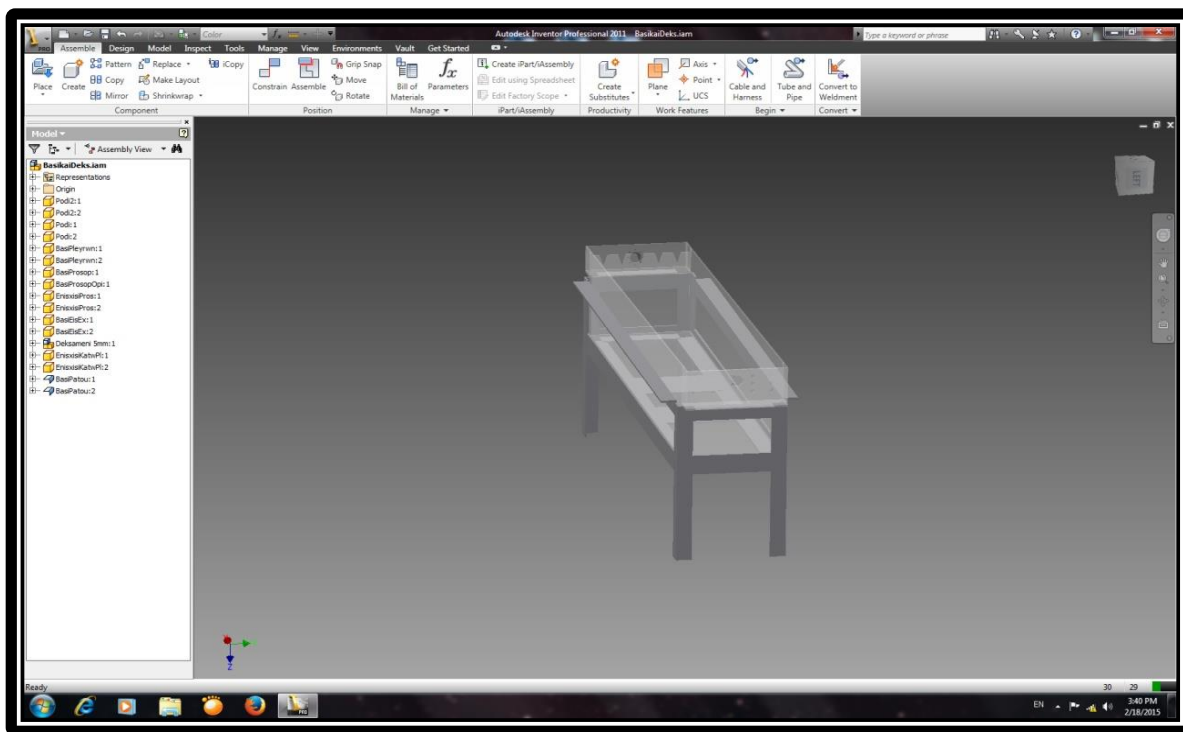 Color
Autodesk Inventor Professional 2011 BasikaiDeks.iam
Type a keyword or phrase
PRO
Assemble Design Model Inspect Tools Manage View Environments Vault Get Started
Place
Create
Pattern
Copy
Mirror
Replace
Make Layout
Shrinkwrap
iCopy
Component
Constrain
Assemble
Grip Snap
Move
Rotate
Position
Bill of Materials
fx
Parameters
Manage
Create iPart/iAssembly
Edit using Spreadsheet
Edit Factory Scope
iPart/iAssembly
Create Substitutes
Productivity
Plane
Axis
Point
UCS
Work Features
Cable and Harness
Tube and Pipe
Begin
Convert to Weldment
Convert
Model
Assembly View
BasikaiDeks.iam
Representations
Origin
Podi2:1
Podi2:2
Podi:1
Podi:2
BasiPleyrwn:1
BasiPleyrwn:2
BasiProsop:1
BasiProsopOpi:1
EnisxisiPros:1
EnisxisiPros:2
BasiEisEx:1
BasiEisEx:2
Deksameni 5mm:1
EnisxisKatwPl:1
EnisxisKatwPl:2
BasiPatou:1
BasiPatou:2
LEFT
Z
Ready
30 29
PRO
EN
3:40 PM
2/18/2015